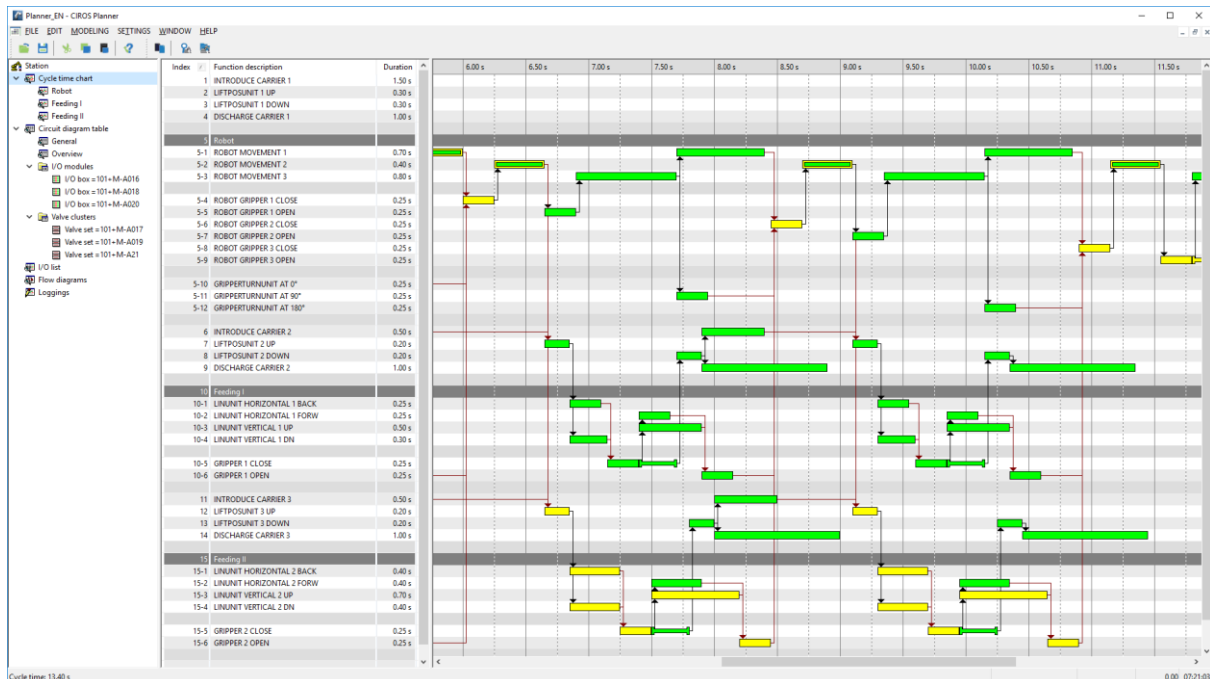 Planner_EN - CIROS Planner
FILE EDIT MODELING SETTINGS WINDOW HELP
Station
Cycle time chart
Robot
Feeding I
Feeding II
Circuit diagram table
General
Overview
I/O modules
I/O box =101+M-A016
I/O box =101+M-A018
I/O box =101+M-A020
Valve clusters
Valve set =101+M-A017
Valve set =101+M-A019
Valve set =101+M-A21
I/O list
Flow diagrams
Loggings
Index Function description Duration
1 INTRODUCE CARRIER 1 1.50 s
2 LIFTPOSUNIT 1 UP 0.30 s
3 LIFTPOSUNIT 1 DOWN 0.30 s
4 DISCHARGE CARRIER 1 1.00 s
5 Robot
5-1 ROBOT MOVEMENT 1 0.70 s
5-2 ROBOT MOVEMENT 2 0.40 s
5-3 ROBOT MOVEMENT 3 0.80 s
5-4 ROBOT GRIPPER 1 CLOSE 0.25 s
5-5 ROBOT GRIPPER 1 OPEN 0.25 s
5-6 ROBOT GRIPPER 2 CLOSE 0.25 s
5-7 ROBOT GRIPPER 2 OPEN 0.25 s
5-8 ROBOT GRIPPER 3 CLOSE 0.25 s
5-9 ROBOT GRIPPER 3 OPEN 0.25 s
5-10 GRIPPERTURNUNIT AT 0° 0.25 s
5-11 GRIPPERTURNUNIT AT 90° 0.25 s
5-12 GRIPPERTURNUNIT AT 180° 0.25 s
6 INTRODUCE CARRIER 2 0.50 s
7 LIFTPOSUNIT 2 UP 0.20 s
8 LIFTPOSUNIT 2 DOWN 0.20 s
9 DISCHARGE CARRIER 2 1.00 s
10 Feeding I
10-1 LINUNIT HORIZONTAL 1 BACK 0.25 s
10-2 LINUNIT HORIZONTAL 1 FORW 0.25 s
10-3 LINUNIT VERTICAL 1 UP 0.50 s
10-4 LINUNIT VERTICAL 1 DN 0.30 s
10-5 GRIPPER 1 CLOSE 0.25 s
10-6 GRIPPER 1 OPEN 0.25 s
11 INTRODUCE CARRIER 3 0.50 s
12 LIFTPOSUNIT 3 UP 0.20 s
13 LIFTPOSUNIT 3 DOWN 0.20 s
14 DISCHARGE CARRIER 3 1.00 s
15 Feeding II
15-1 LINUNIT HORIZONTAL 2 BACK 0.40 s
15-2 LINUNIT HORIZONTAL 2 FORW 0.40 s
15-3 LINUNIT VERTICAL 2 UP 0.70 s
15-4 LINUNIT VERTICAL 2 DN 0.40 s
15-5 GRIPPER 2 CLOSE 0.25 s
15-6 GRIPPER 2 OPEN 0.25 s
6.00 s 6.50 s 7.00 s 7.50 s 8.00 s 8.50 s 9.00 s 9.50 s 10.00 s 10.50 s 11.00 s 11.50 s
Cycle time: 13.40 s
0.00 07:21:03